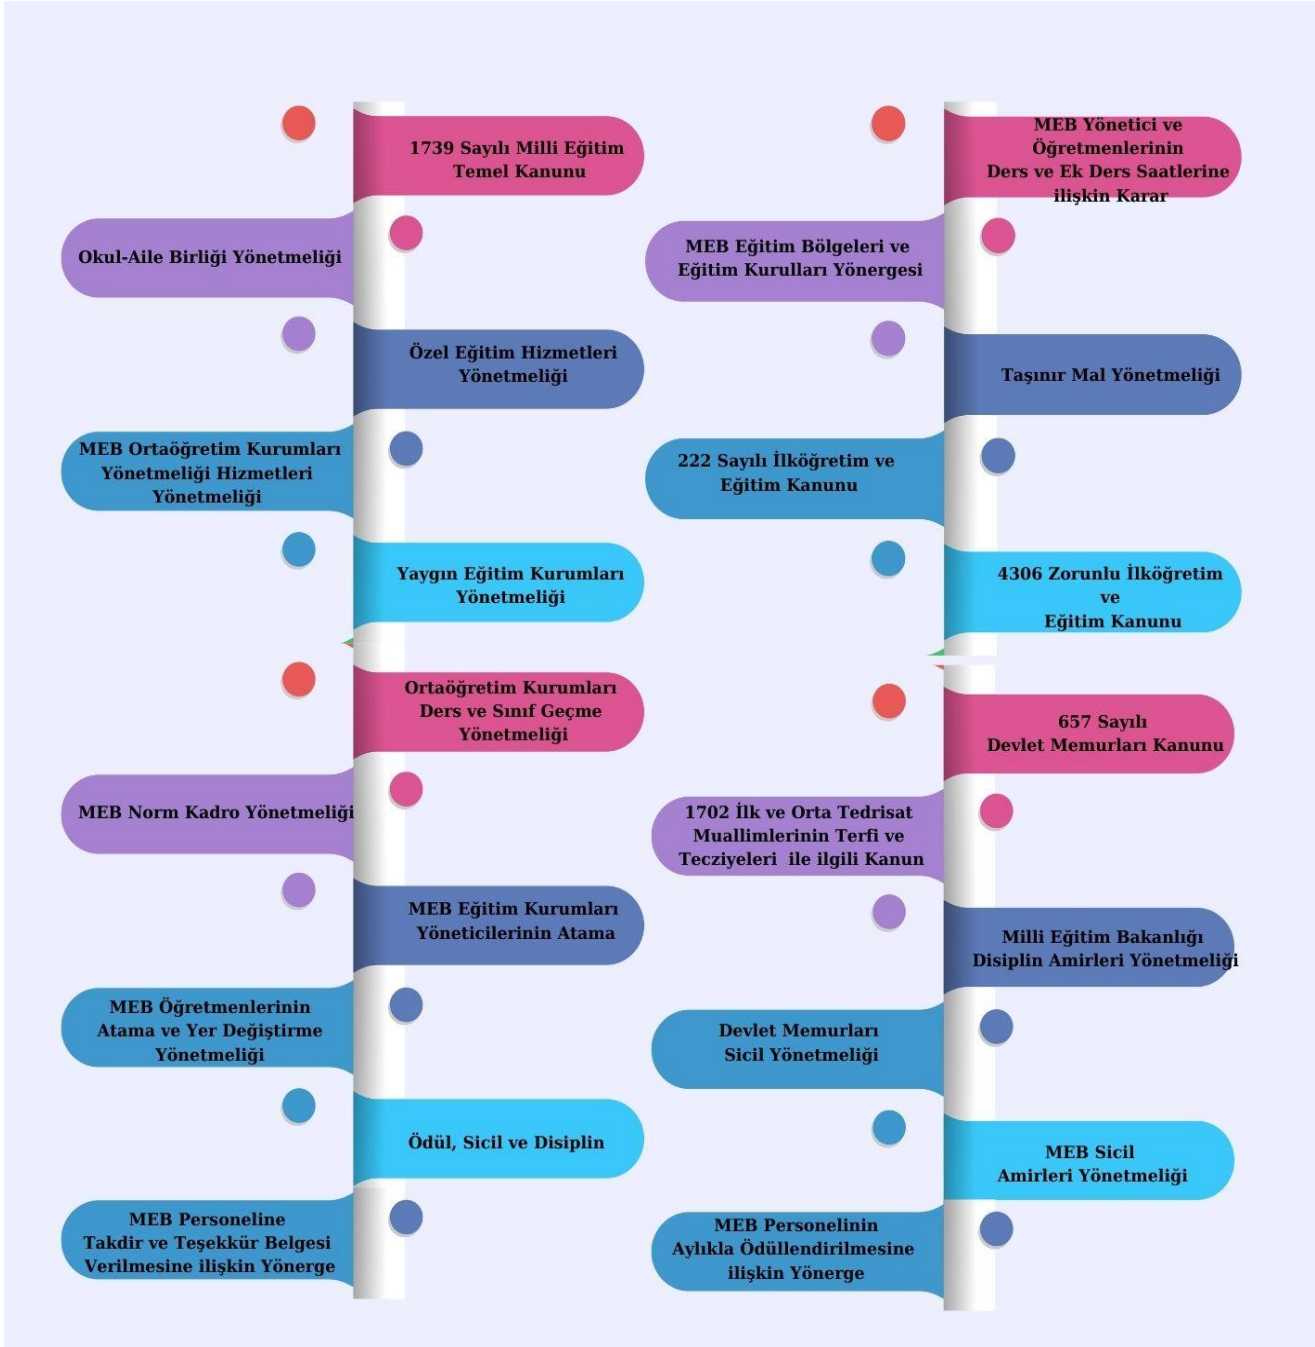 1739 Sayılı Milli Eğitim
Temel Kanunu
Okul-Aile Birliği Yönetmeliği
Özel Eğitim Hizmetleri
Yönetmeliği
MEB Ortaöğretim Kurumları
Yönetmeliği Hizmetleri
Yönetmeliği
Yaygın Eğitim Kurumları
Yönetmeliği
Ortaöğretim Kurumları
Ders ve Sınıf Geçme
Yönetmeliği
MEB Norm Kadro Yönetmeliği
MEB Eğitim Kurumları
Yöneticilerinin Atama
MEB Öğretmenlerinin
Atama ve Yer Değiştirme
Yönetmeliği
Ödül, Sicil ve Disiplin
MEB Personeline
Takdir ve Teşekkür Belgesi
Verilmesine ilişkin Yönerge
MEB Yönetici ve
Öğretmenlerinin
Ders ve Ek Ders Saatlerine
ilişkin Karar
MEB Eğitim Bölgeleri ve
Eğitim Kurulları Yönergesi
Taşınır Mal Yönetmeliği
222 Sayılı İlköğretim ve
Eğitim Kanunu
4306 Zorunlu İlköğretim
ve
Eğitim Kanunu
657 Sayılı
Devlet Memurları Kanunu
1702 İlk ve Orta Tedrisat
Muallimlerinin Terfi ve
Tecziyeleri ile ilgili Kanun
Milli Eğitim Bakanlığı
Disiplin Amirleri Yönetmeliği
Devlet Memurları
Sicil Yönetmeliği
MEB Sicil
Amirleri Yönetmeliği
MEB Personelinin
Aylıkla Ödüllendirilmesine
ilişkin Yönerge